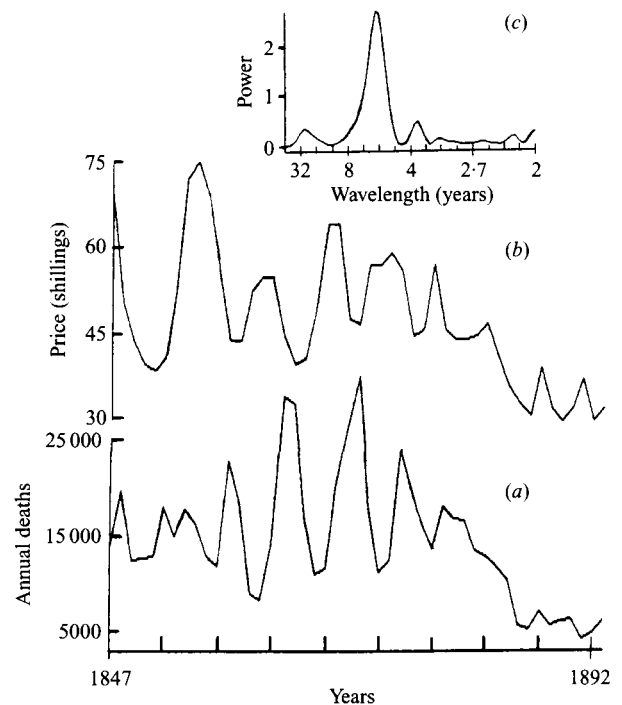 (c)
Power
2
1
0
32 8 4 2·7 2
Wavelength (years)
(b)
Price (shillings)
75
60
45
30
(a)
Annual deaths
25 000
15 000
5000
1847 1892
Years